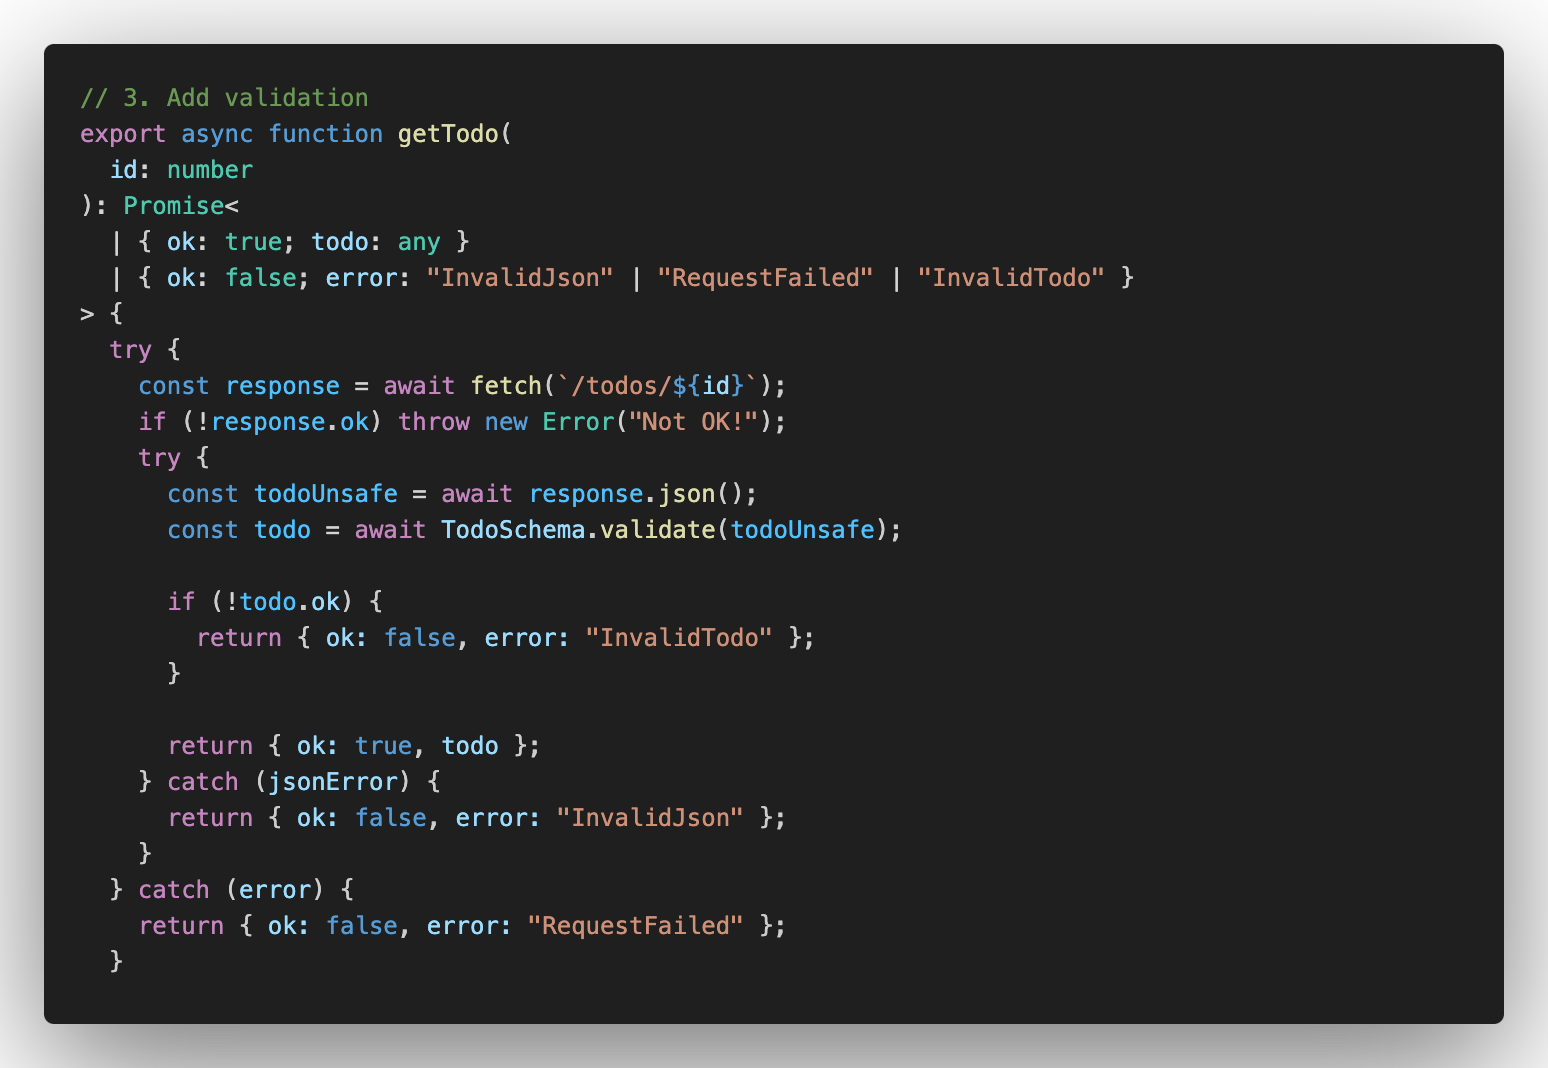 // 3. Add validation
export async function getTodo(
  id: number
): Promise<
  | { ok: true; todo: any }
  | { ok: false; error: "InvalidJson" | "RequestFailed" | "InvalidTodo" }
> {
  try {
    const response = await fetch(`/todos/${id}`);
    if (!response.ok) throw new Error("Not OK!");
    try {
      const todoUnsafe = await response.json();
      const todo = await TodoSchema.validate(todoUnsafe);

      if (!todo.ok) {
        return { ok: false, error: "InvalidTodo" };
      }

      return { ok: true, todo };
    } catch (jsonError) {
      return { ok: false, error: "InvalidJson" };
    }
  } catch (error) {
    return { ok: false, error: "RequestFailed" };
  }